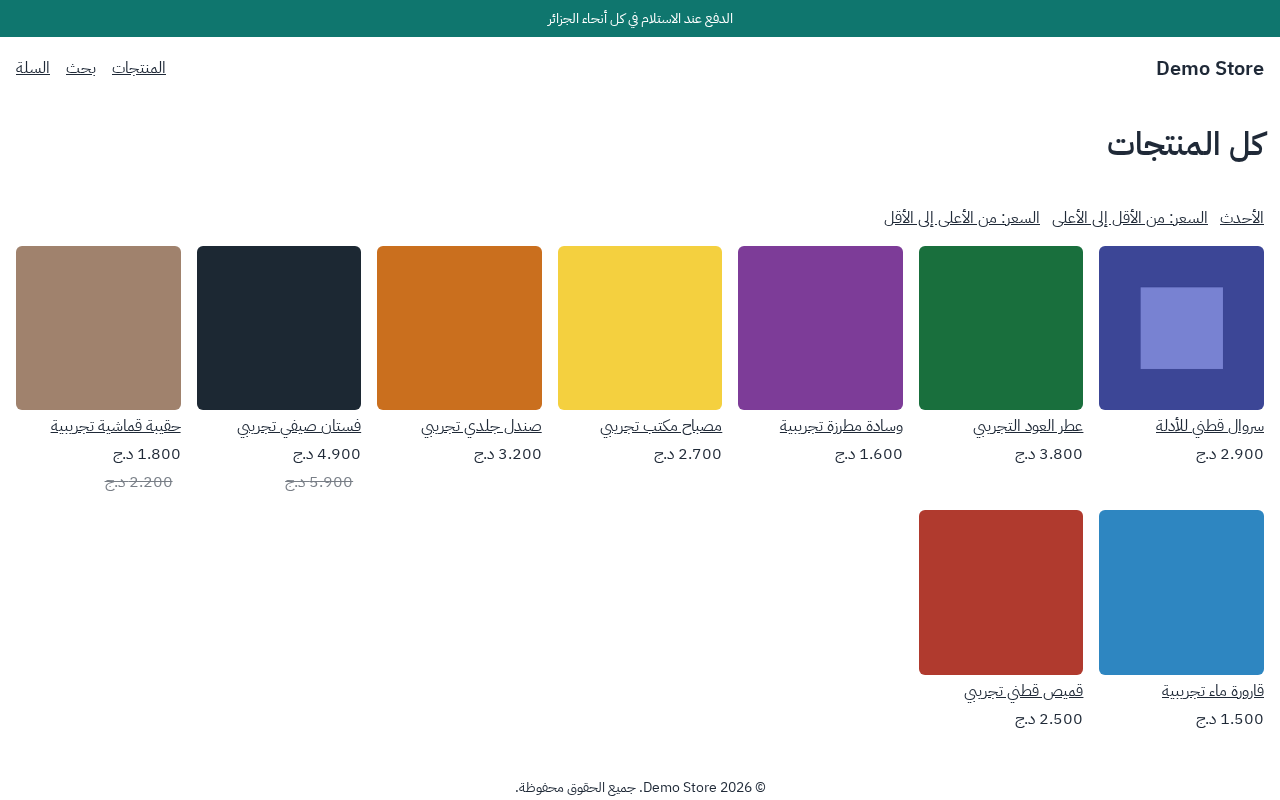 الدفع عند الاستلام في كل أنحاء الجزائر
Demo Store
المنتجات بحث السلة
كل المنتجات
الأحدث السعر: من الأقل إلى الأعلى السعر: من الأعلى إلى الأقل
سروال قطني للأدلة
2.900 د.ج
عطر العود التجريبي
3.800 د.ج
وسادة مطرزة تجريبية
1.600 د.ج
مصباح مكتب تجريبي
2.700 د.ج
صندل جلدي تجريبي
3.200 د.ج
فستان صيفي تجريبي
4.900 د.ج
5.900 د.ج
حقيبة قماشية تجريبية
1.800 د.ج
2.200 د.ج
قارورة ماء تجريبية
1.500 د.ج
قميص قطني تجريبي
2.500 د.ج
© 2026 Demo Store. جميع الحقوق محفوظة.